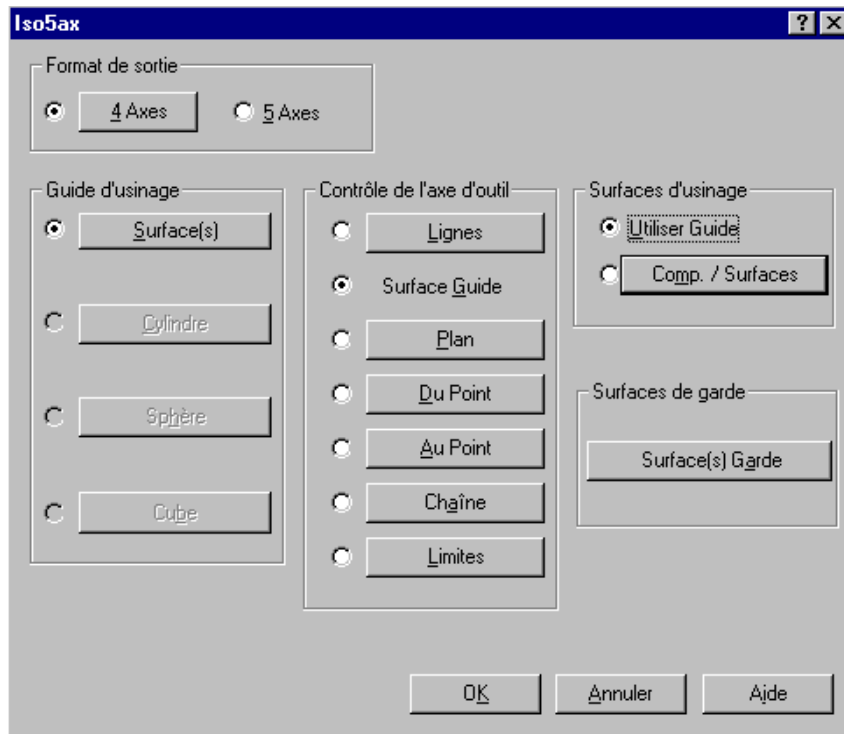 Iso5ax
Format de sortie
4 Axes
5 Axes
Guide d'usinage
Surface(s)
Cylindre
Sphère
Cube
Contrôle de l'axe d'outil
Lignes
Surface Guide
Plan
Du Point
Au Point
Chaîne
Limites
Surfaces d'usinage
Utiliser Guide
Comp. / Surfaces
Surfaces de garde
Surface(s) Garde
OK
Annuler
Aide